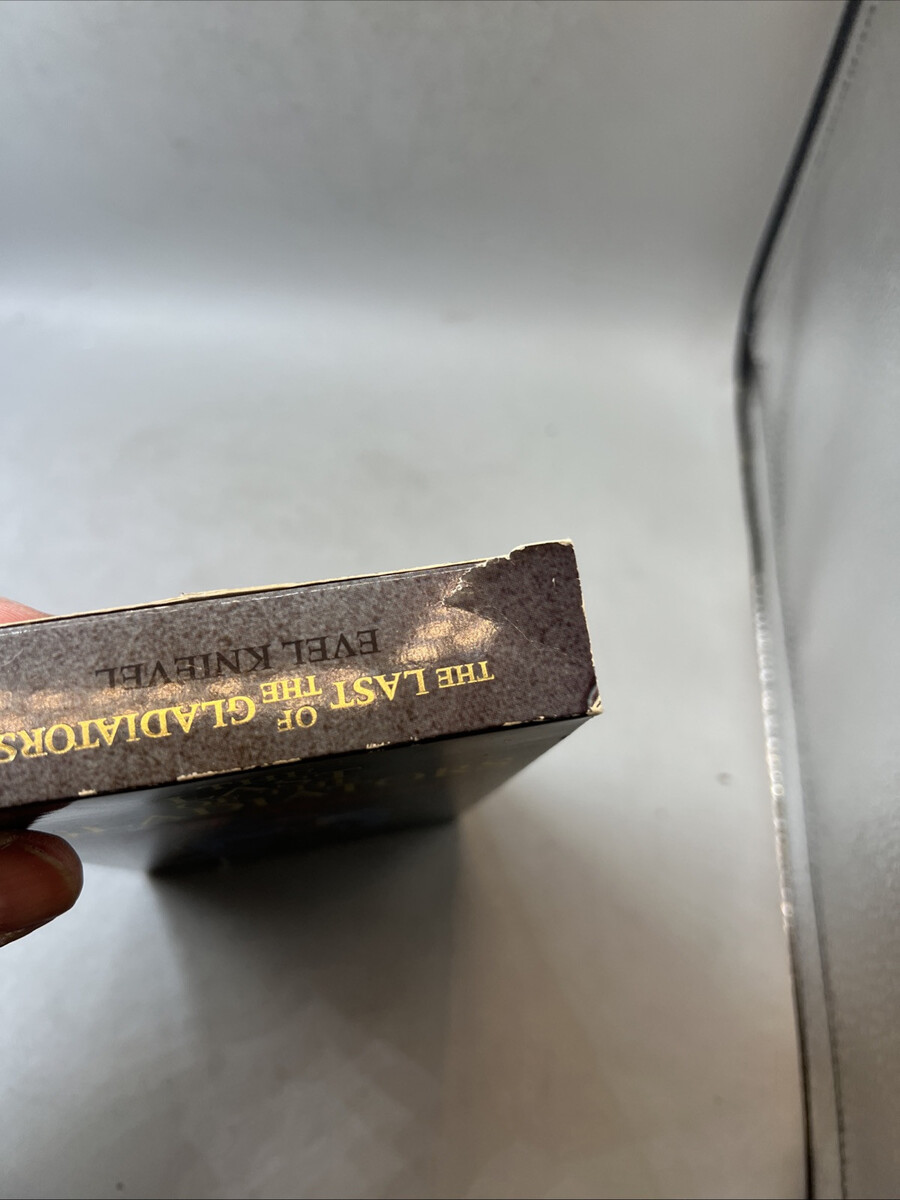 THE LAST
OF THE
GLADIATORS
EVEL KNIEVEL